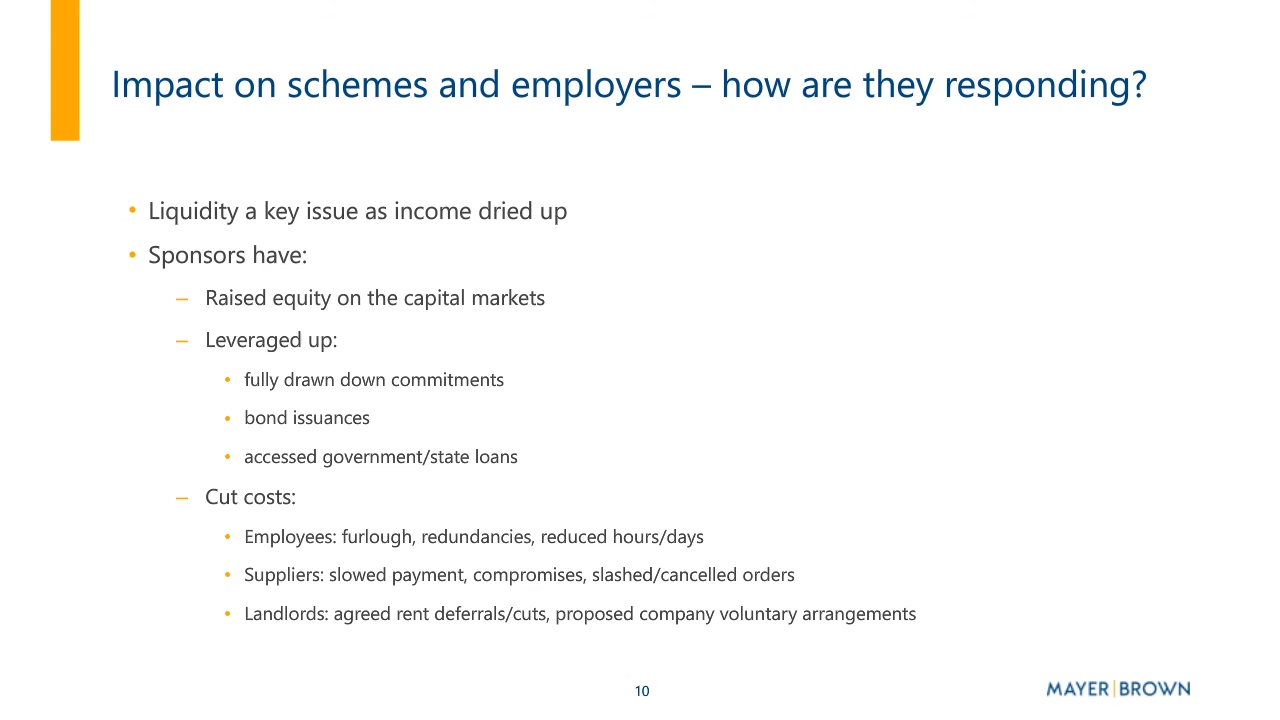 Impact on schemes and employers – how are they responding?
• Liquidity a key issue as income dried up
• Sponsors have:
– Raised equity on the capital markets
– Leveraged up:
• fully drawn down commitments
• bond issuances
• accessed government/state loans
– Cut costs:
• Employees: furlough, redundancies, reduced hours/days
• Suppliers: slowed payment, compromises, slashed/cancelled orders
• Landlords: agreed rent deferrals/cuts, proposed company voluntary arrangements
10
MAYER|BROWN